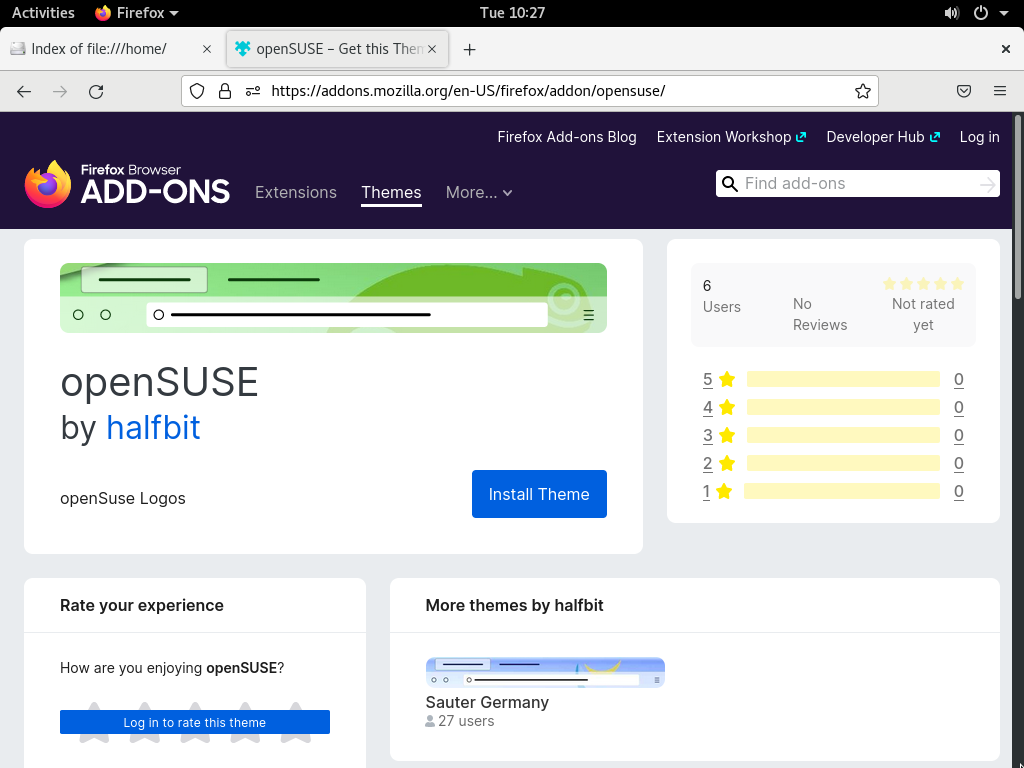 Activities Firefox Tue 10:27
Index of file:///home/ openSUSE – Get this Them
https://addons.mozilla.org/en-US/firefox/addon/opensuse/
Firefox Add-ons Blog Extension Workshop Developer Hub Log in
Firefox Browser
ADD-ONS Extensions Themes More... Find add-ons
6
Users
No
Reviews
Not rated
yet
openSUSE
by halfbit
openSuse Logos
Install Theme
5 0
4 0
3 0
2 0
1 0
Rate your experience
How are you enjoying openSUSE?
Log in to rate this theme
More themes by halfbit
Sauter Germany
27 users